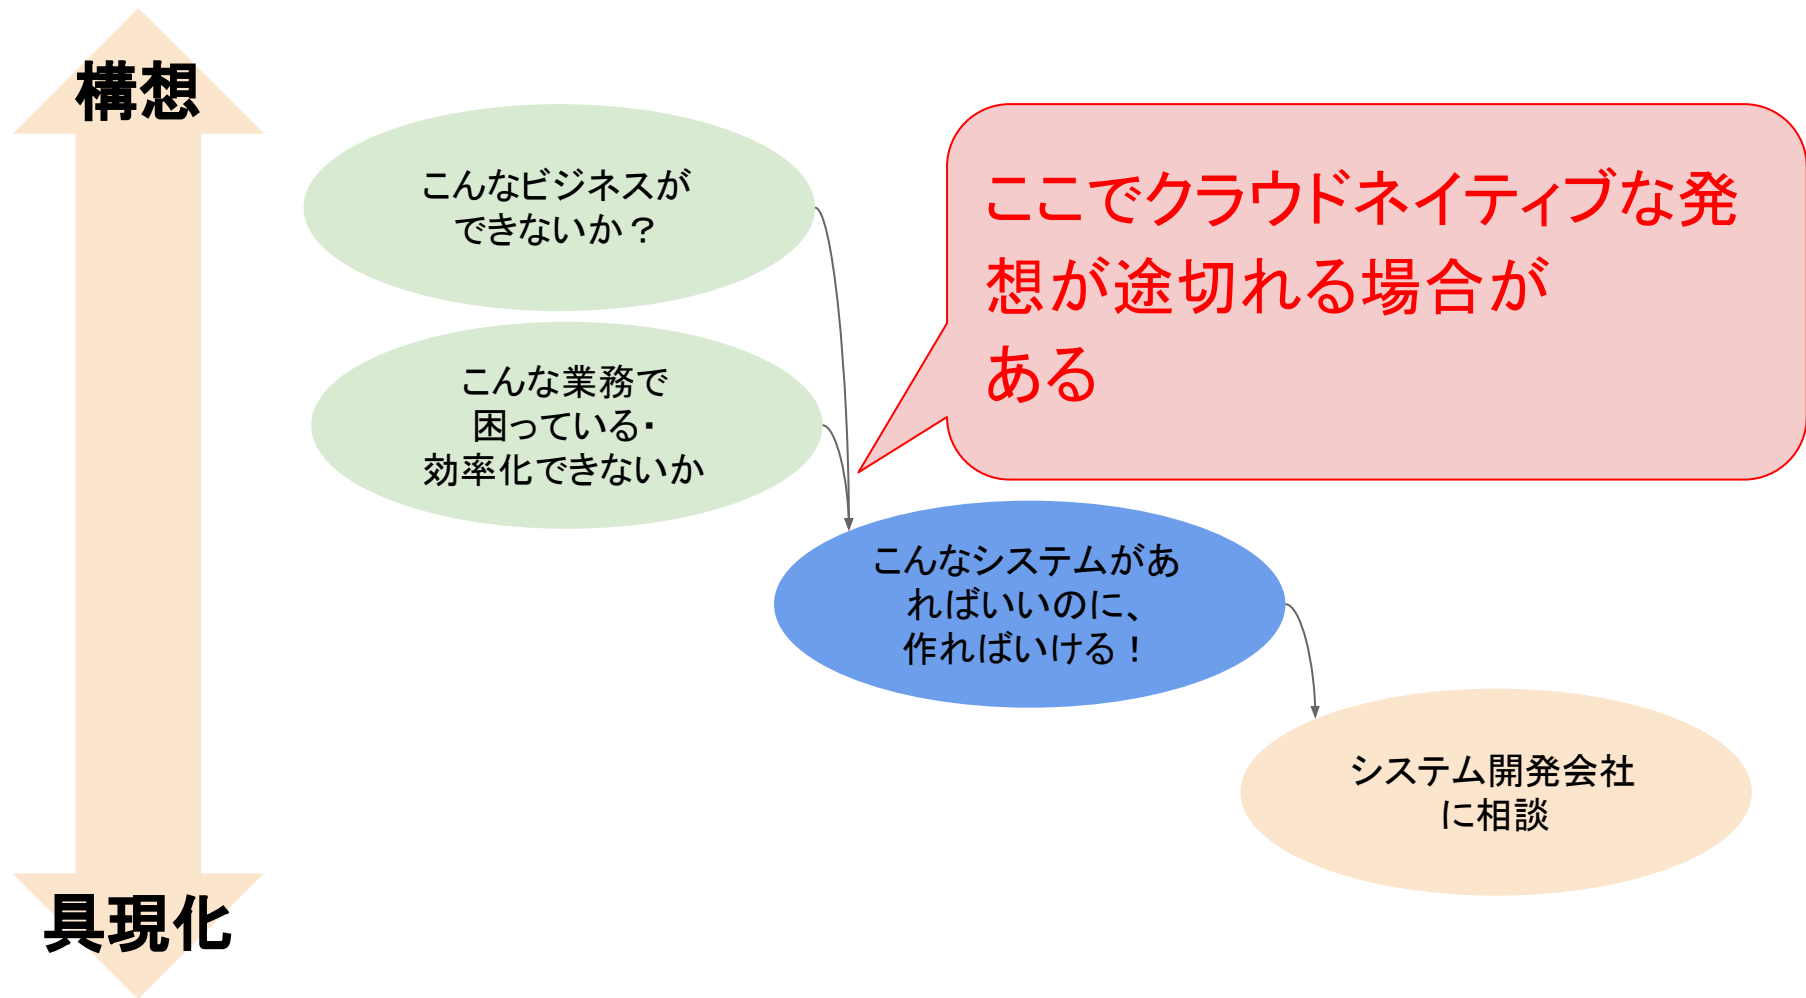 構想
こんなビジネスが
できないか？
こんな業務で
困っている・
効率化できないか
ここでクラウドネイティブな発
想が途切れる場合が
ある
こんなシステムがあ
ればいいのに、
作ればいける！
システム開発会社
に相談
具現化